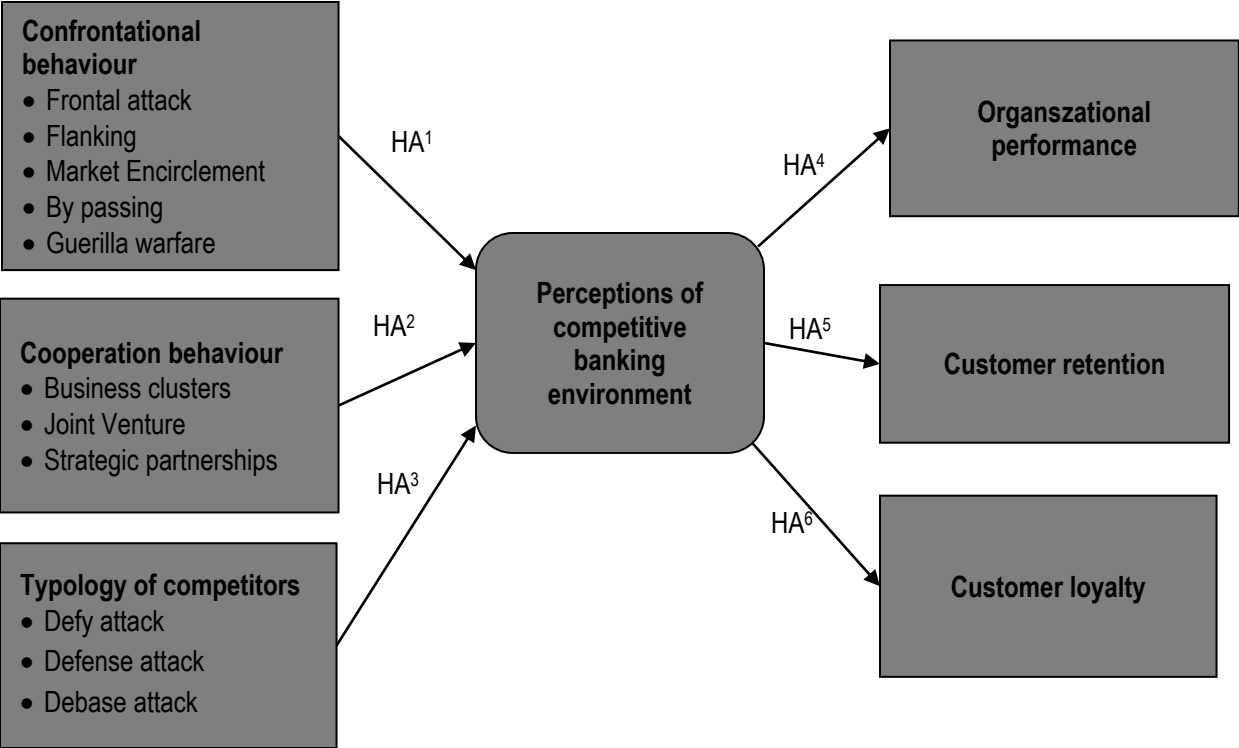 Confrontational
behaviour
• Frontal attack
• Flanking
• Market Encirclement
• By passing
• Guerilla warfare
HA¹
Cooperation behaviour
• Business clusters
• Joint Venture
• Strategic partnerships
HA²
Typology of competitors
• Defy attack
• Defense attack
• Debase attack
HA³
Perceptions of
competitive
banking
environment
HA⁴
Organszational
performance
HA⁵
Customer retention
HA⁶
Customer loyalty